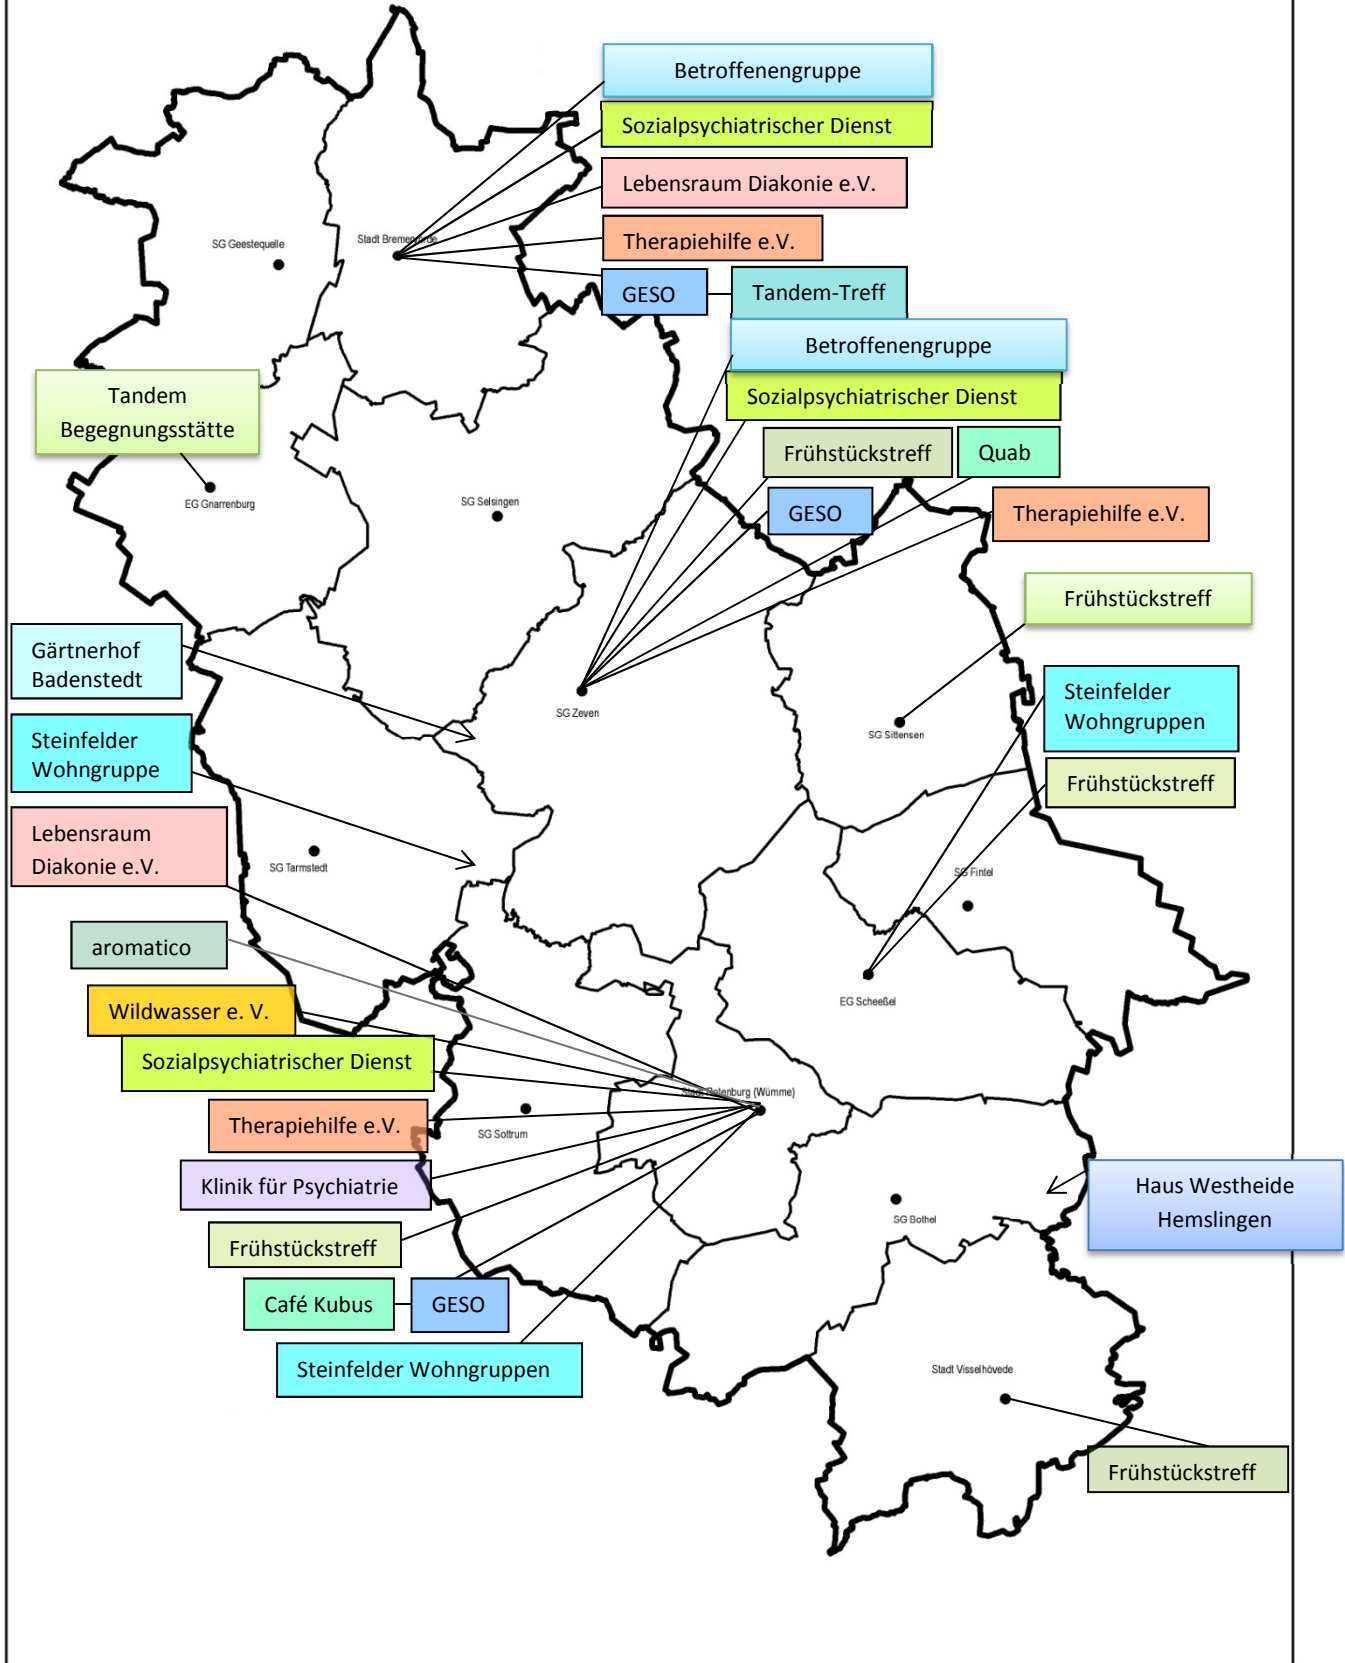 Betroffenengruppe
Sozialpsychiatrischer Dienst
Lebensraum Diakonie e.V.
SG Geestequelle
Stadt Bremervörde
Therapiehilfe e.V.
GESO
Tandem-Treff
Betroffenengruppe
Sozialpsychiatrischer Dienst
Tandem
Begegnungsstätte
Frühstückstreff
Quab
EG Gnarrenburg
SG Selsingen
GESO
Therapiehilfe e.V.
Frühstückstreff
Gärtnerhof
Badenstedt
Steinfelder
Wohngruppen
SG Zeven
SG Sittensen
Steinfelder
Wohngruppe
Frühstückstreff
Lebensraum
Diakonie e.V.
SG Tarmstedt
SG Fintel
aromatico
EG Scheeßel
Wildwasser e. V.
Sozialpsychiatrischer Dienst
Stadt Rotenburg (Wümme)
Therapiehilfe e.V.
SG Sottrum
Klinik für Psychiatrie
Haus Westheide
Hemslingen
SG Bothel
Frühstückstreff
Café Kubus
GESO
Steinfelder Wohngruppen
Stadt Visselhövede
Frühstückstreff